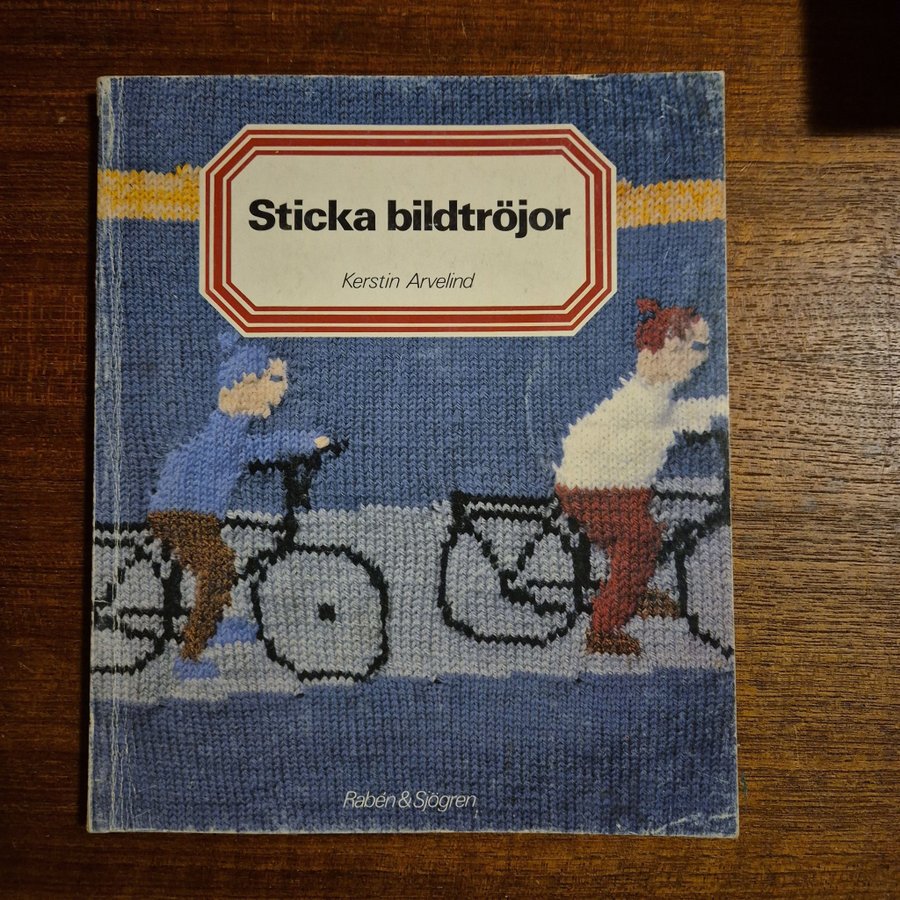 Sticka bildtröjor
Kerstin Arvelind
Rabén & Sjögren